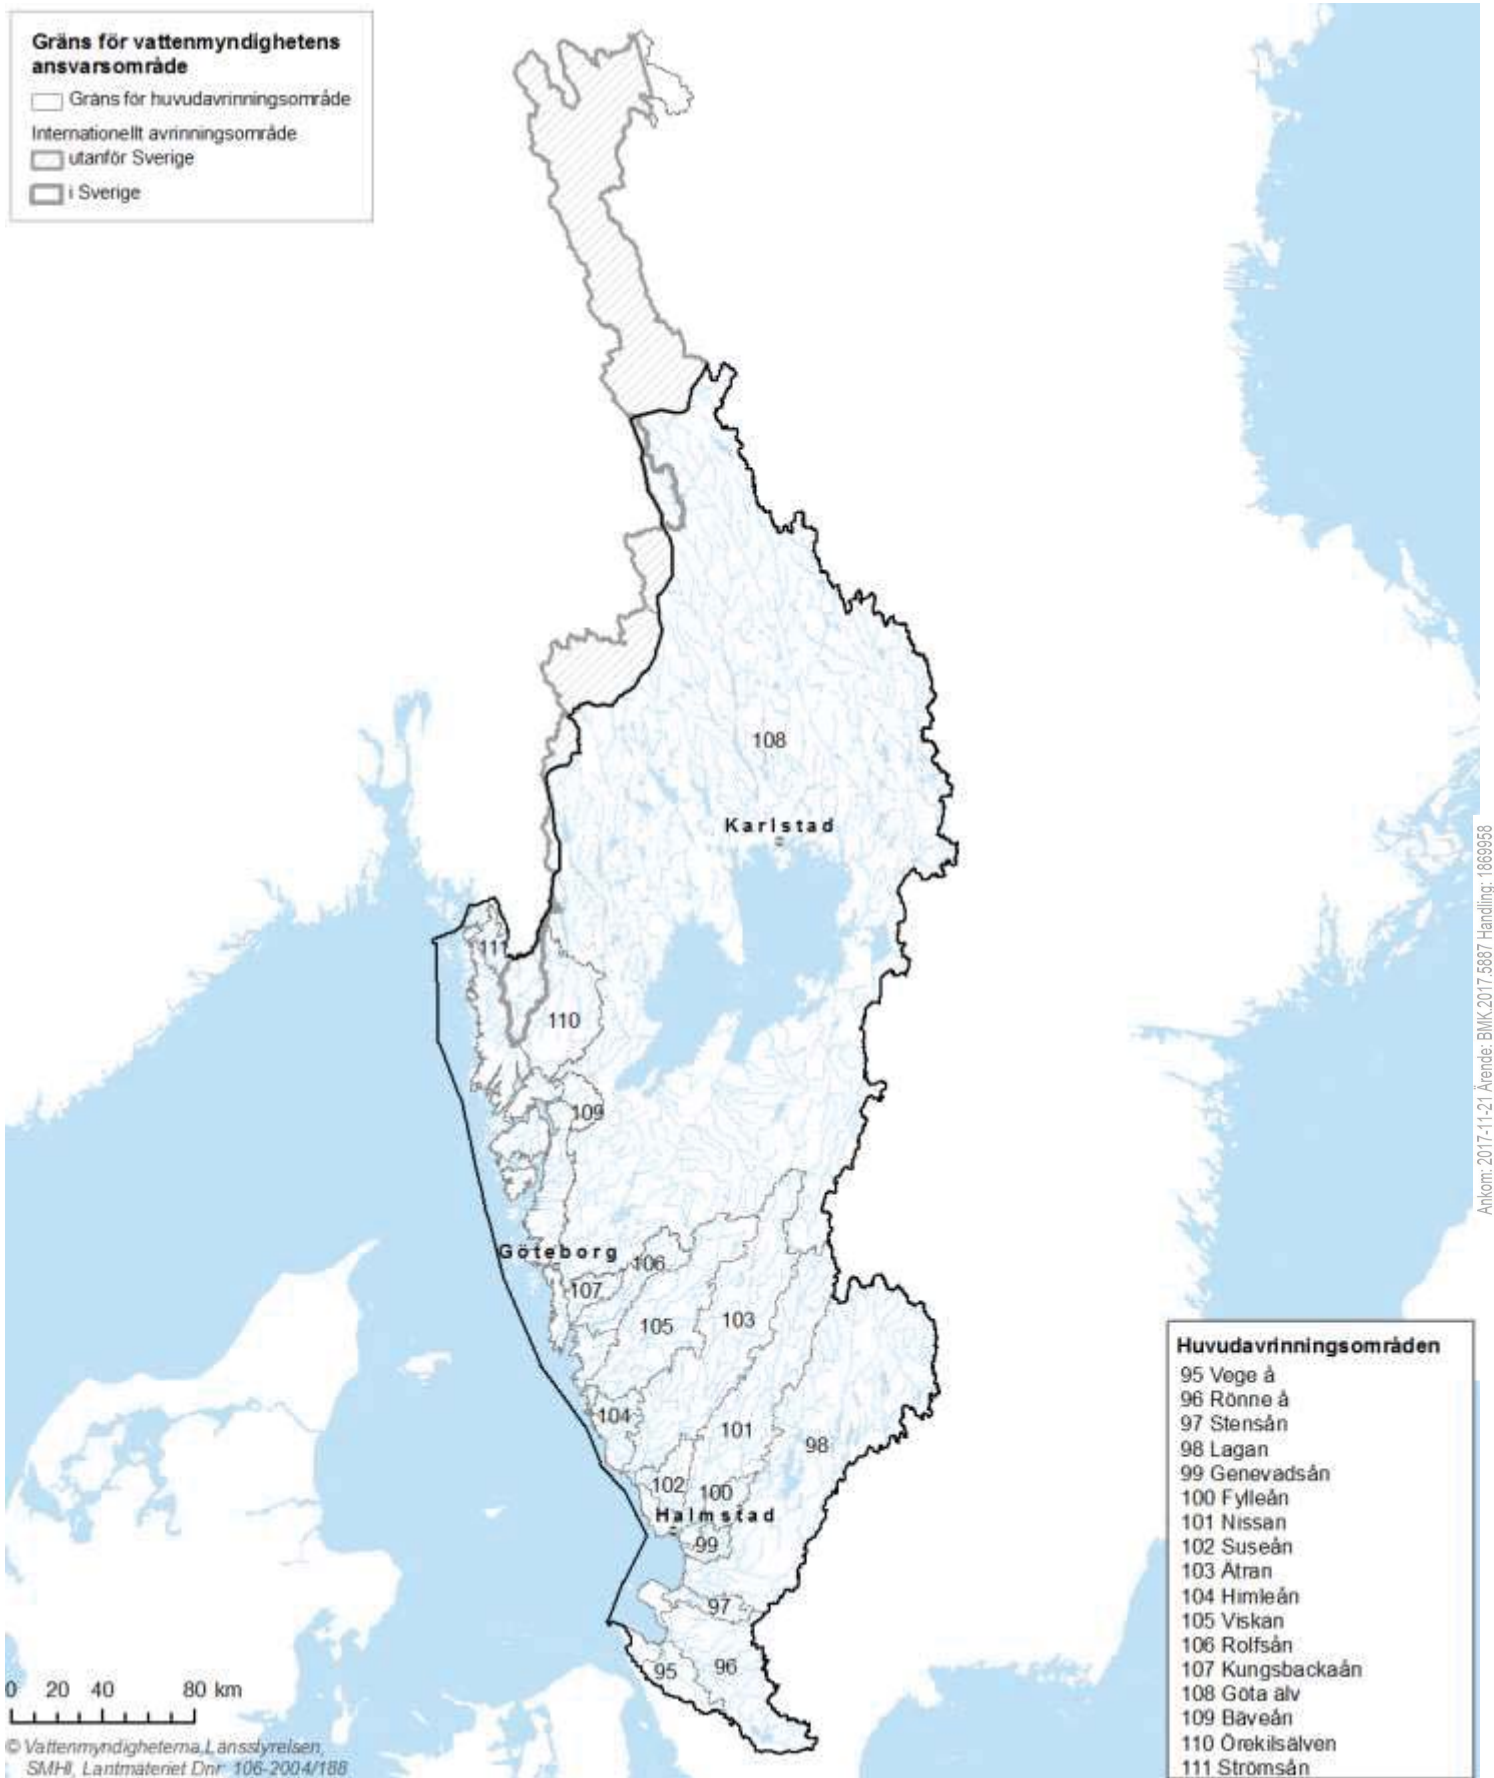 Gräns för vattenmyndighetens
ansvarsområde
Gräns för huvudavrinningsområde
Internationellt avrinningsområde
utanför Sverige
i Sverige
108
Karlstad
111
110
109
Göteborg
106
107
103
105
104
101
98
102
100
Halmstad
99
97
95
96
Huvudavrinningsområden
95 Vege å
96 Rönne å
97 Stensån
98 Lagan
99 Genevadsån
100 Fylleån
101 Nissan
102 Suseån
103 Ätran
104 Himleån
105 Viskan
106 Rolfsån
107 Kungsbackaån
108 Göta älv
109 Bäveån
110 Örekilsälven
111 Strömsån
0 20 40 80 km
© Vattenmyndigheterna, Länsstyrelsen,
SMHI, Lantmäteriet Dnr: 106-2004/188
Ankom: 2017-11-21 Ärende: BMK.2017.5887 Handling: 1869958